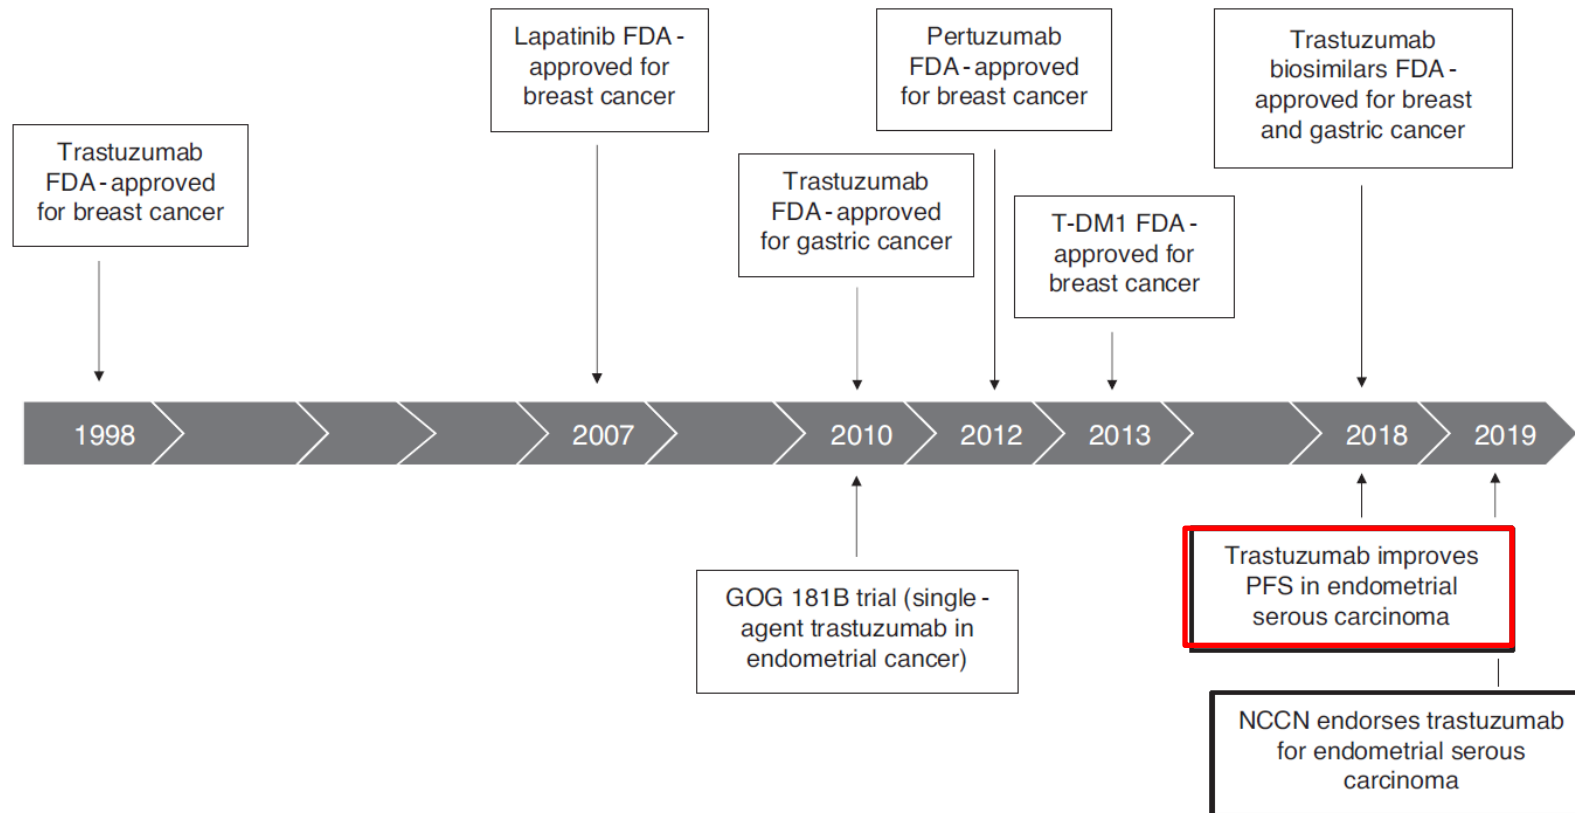 Trastuzumab
FDA-approved
for breast cancer
Lapatinib FDA-
approved for
breast cancer
Trastuzumab
FDA-approved
for gastric cancer
Pertuzumab
FDA-approved
for breast cancer
T-DM1 FDA-
approved for
breast cancer
Trastuzumab
biosimilars FDA-
approved for breast
and gastric cancer
1998
2007
2010
2012
2013
2018
2019
GOG 181B trial (single-
agent trastuzumab in
endometrial cancer)
Trastuzumab improves
PFS in endometrial
serous carcinoma
NCCN endorses trastuzumab
for endometrial serous
carcinoma